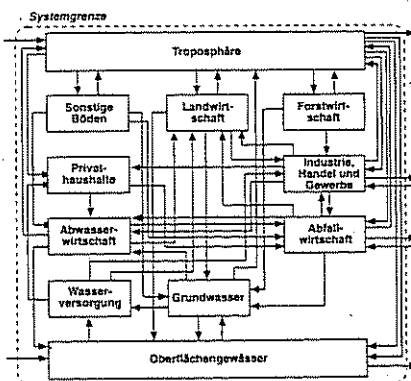 Systemgrenze
Troposphäre
Sonstige
Böden
Landwirt-
schaft
Forstwirt-
schaft
Privat-
haushalte
Industrie,
Handel und
Gewerbe
Abwasser-
wirtschaft
Abfall-
wirtschaft
Wasser-
versorgung
Grundwasser
Oberflächengewässer